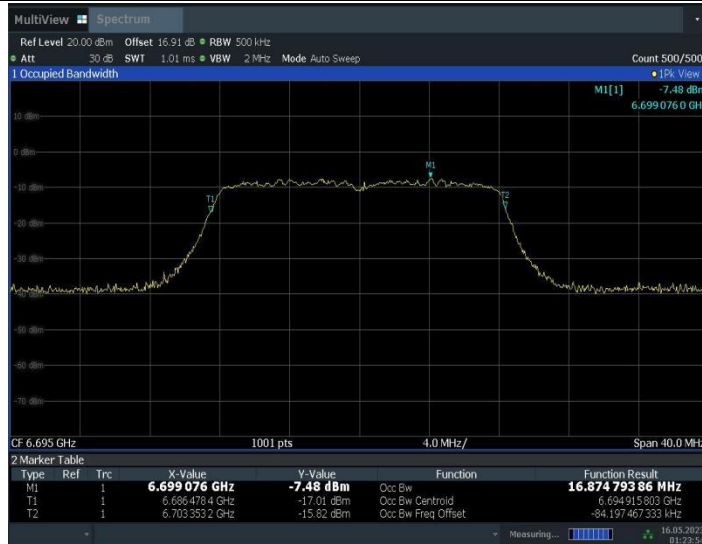 MultiView Spectrum
Ref Level 20.00 dBm Offset 16.91 dB RBW 500 kHz
Att 30 dB SWT 1.01 ms VBW 2 MHz Mode Auto Sweep Count 500/500
1 Occupied Bandwidth 1Pk View
M1[1] -7.48 dBm
6.699 076 0 GH
10 dBm
0 dBm
M1
-10 dBm
T1 T2
-20 dBm
-30 dBm
-40 dBm
-50 dBm
-60 dBm
-70 dBm
CF 6.695 GHz 1001 pts 4.0 MHz/ Span 40.0 MHz
2 Marker Table
Type Ref Trc X-Value Y-Value Function Function Result
M1 1 6.699 076 GHz -7.48 dBm Occ Bw 16.874 793 86 MHz
T1 1 6.686 478 4 GHz -17.01 dBm Occ Bw Centroid 6.694 915 803 GHz
T2 1 6.703 353 2 GHz -15.82 dBm Occ Bw Freq Offset -84.197 467 333 kHz
Measuring... 16.05.202
01:23:5